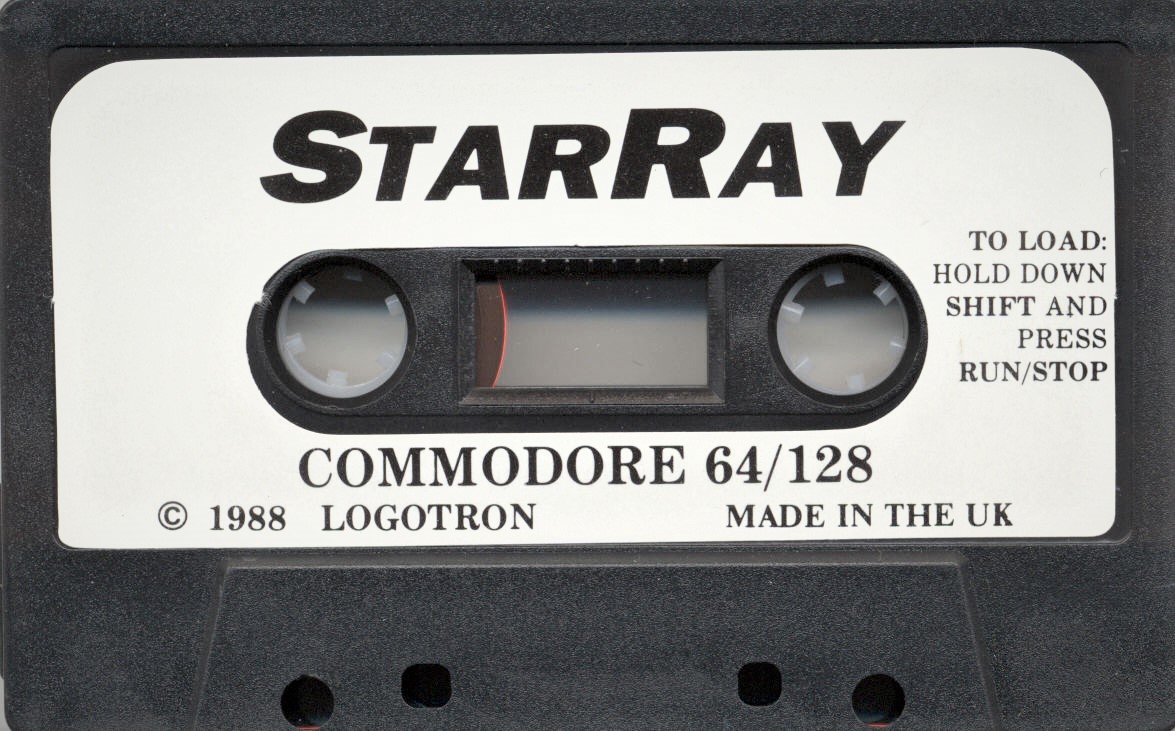 STARRAY
TO LOAD:
HOLD DOWN
SHIFT AND
PRESS
RUN/STOP
COMMODORE 64/128
© 1988 LOGOTRON MADE IN THE UK